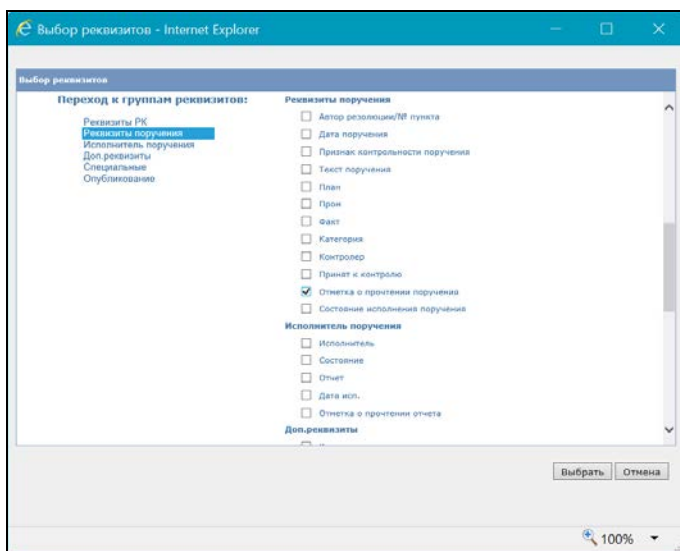 Выбор реквизитов - Internet Explorer
Выбор реквизитов
Переход к группам реквизитов:
Реквизиты РК
Реквизиты поручения
Исполнитель поручения
Доп.реквизиты
Специальные
Опубликование
Реквизиты поручения
Автор резолюции/№ пункта
Дата поручения
Признак контрольности поручения
Текст поручения
План
Пром
Факт
Категория
Контролер
Принят к контролю
Отметка о прочтении поручения
Состояние исполнения поручения
Исполнитель поручения
Исполнитель
Состояние
Отчет
Дата исп.
Отметка о прочтении отчета
Доп.реквизиты
Выбрать Отмена
100%